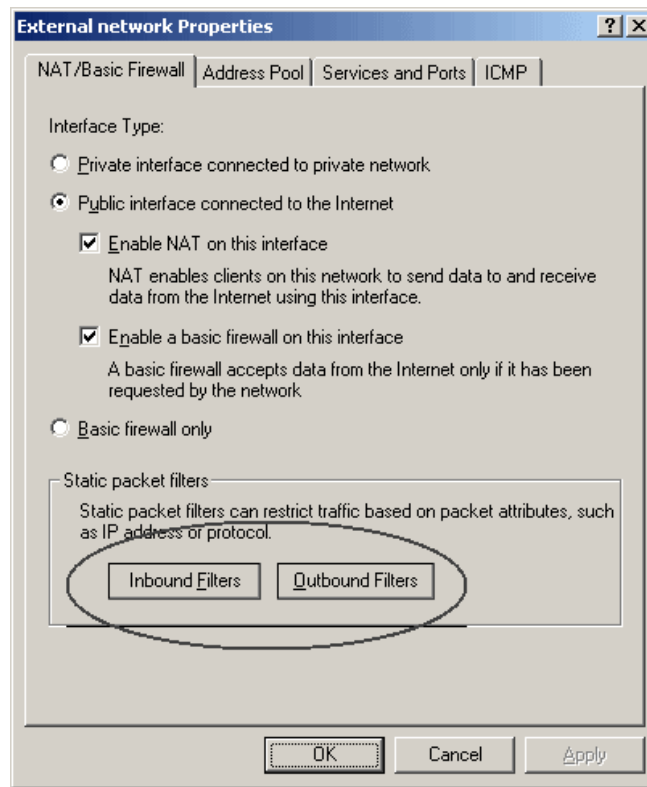 External network Properties
NAT/Basic Firewall Address Pool Services and Ports ICMP
Interface Type:
Private interface connected to private network
Public interface connected to the Internet
Enable NAT on this interface
NAT enables clients on this network to send data to and receive
data from the Internet using this interface.
Enable a basic firewall on this interface
A basic firewall accepts data from the Internet only if it has been
requested by the network
Basic firewall only
Static packet filters
Static packet filters can restrict traffic based on packet attributes, such
as IP address or protocol.
Inbound Filters Outbound Filters
OK Cancel Apply